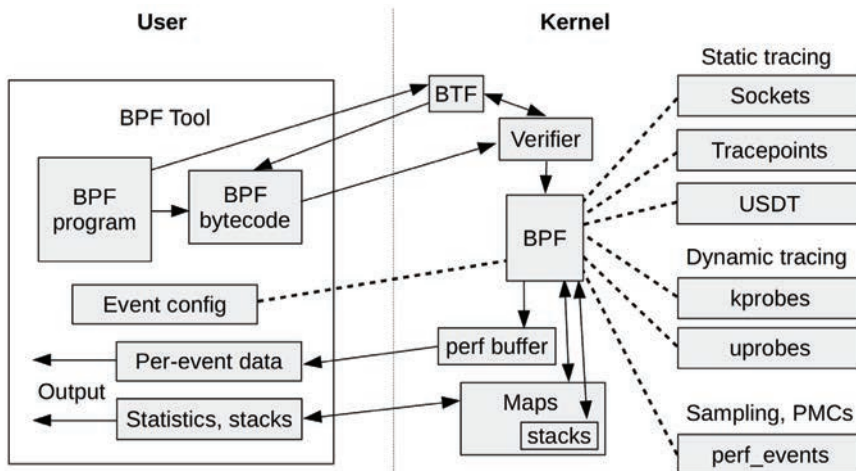 User
Kernel
BPF Tool
BPF
program
BPF
bytecode
Event config
Per-event data
Output
Statistics, stacks
BTF
Verifier
BPF
perf buffer
Maps
stacks
Static tracing
Sockets
Tracepoints
USDT
Dynamic tracing
kprobes
uprobes
Sampling, PMCs
perf_events